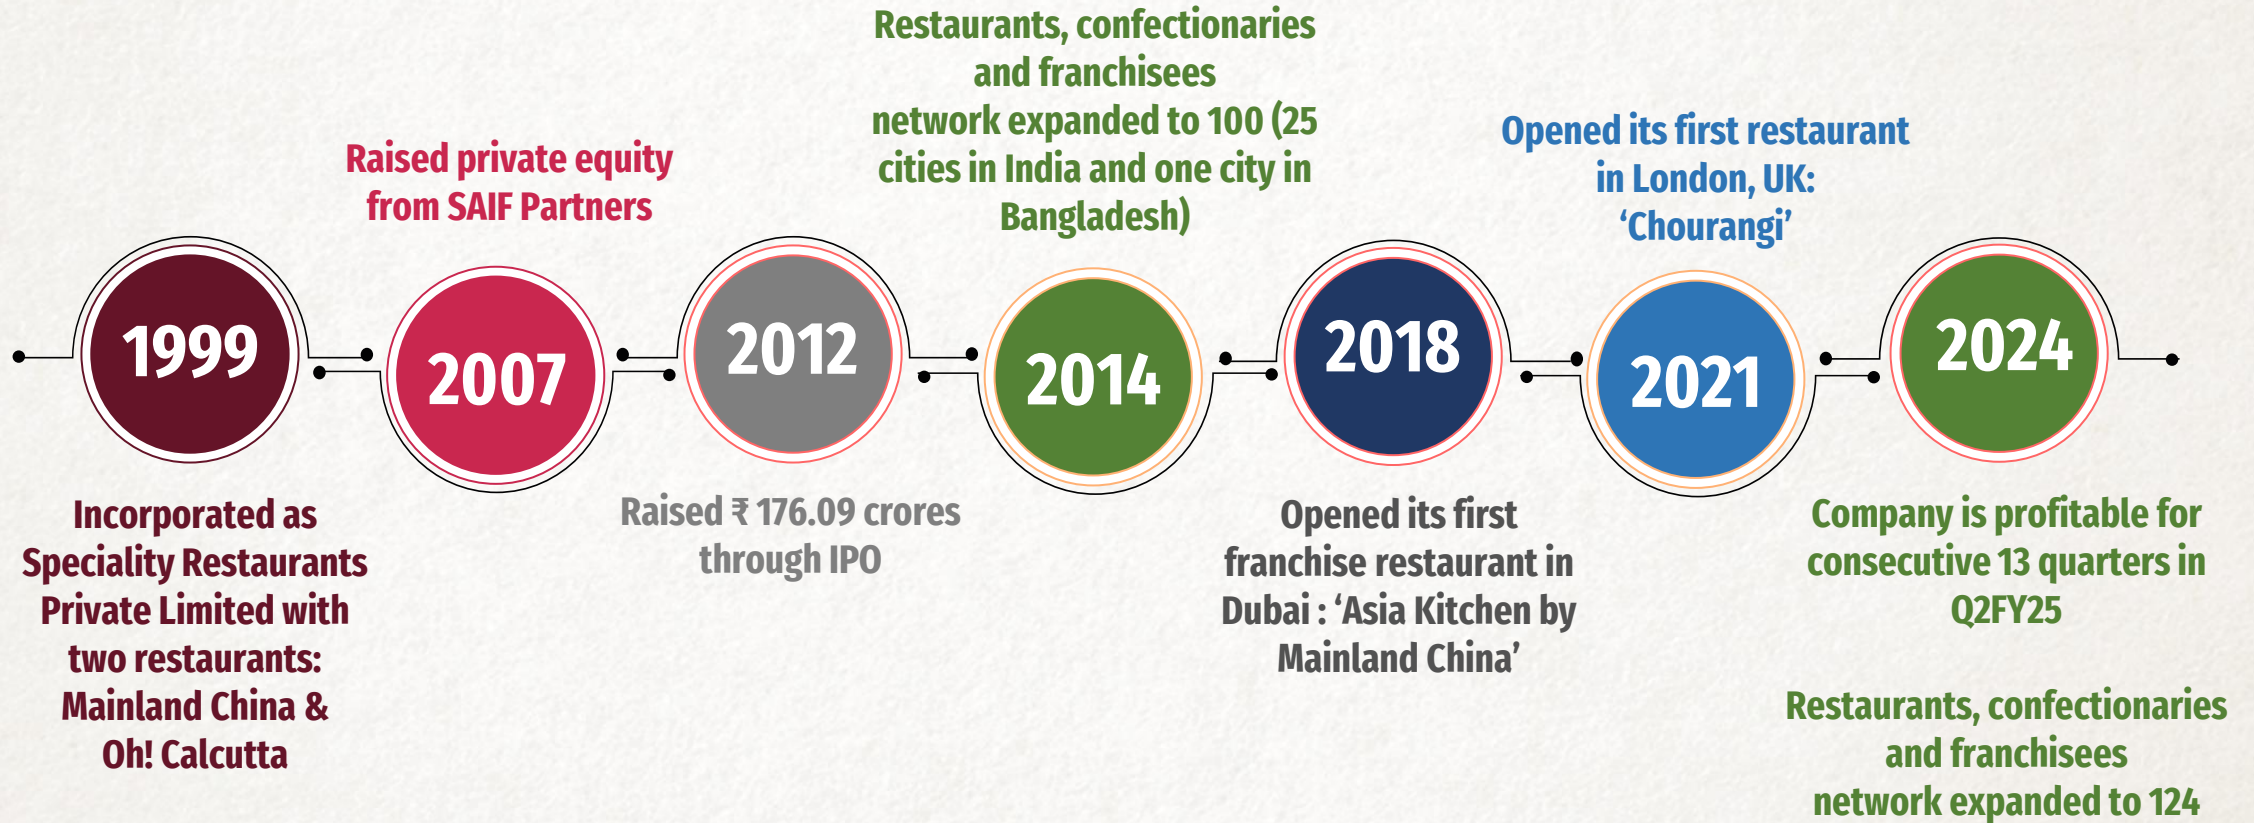 1999
Incorporated as
Speciality Restaurants
Private Limited with
two restaurants:
Mainland China &
Oh! Calcutta
Raised private equity
from SAIF Partners
2007
2012
Raised ₹ 176.09 crores
through IPO
Restaurants, confectionaries
and franchisees
network expanded to 100 (25
cities in India and one city in
Bangladesh)
2014
2018
Opened its first
franchise restaurant in
Dubai : ‘Asia Kitchen by
Mainland China’
Opened its first restaurant
in London, UK:
‘Chourangi’
2021
2024
Company is profitable for
consecutive 13 quarters in
Q2FY25
Restaurants, confectionaries
and franchisees
network expanded to 124